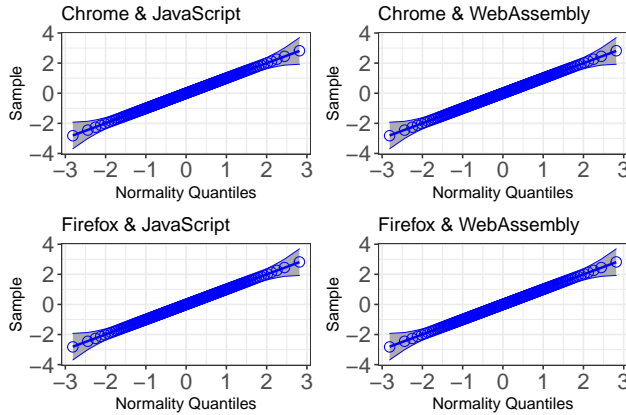 Chrome & JavaScript
Chrome & WebAssembly
4
2
0
−2
−4
Sample
−3 −2 −1 0 1 2 3
Normality Quantiles
4
2
0
−2
−4
Sample
−3 −2 −1 0 1 2 3
Normality Quantiles
Firefox & JavaScript
Firefox & WebAssembly
4
2
0
−2
−4
Sample
−3 −2 −1 0 1 2 3
Normality Quantiles
4
2
0
−2
−4
Sample
−3 −2 −1 0 1 2 3
Normality Quantiles